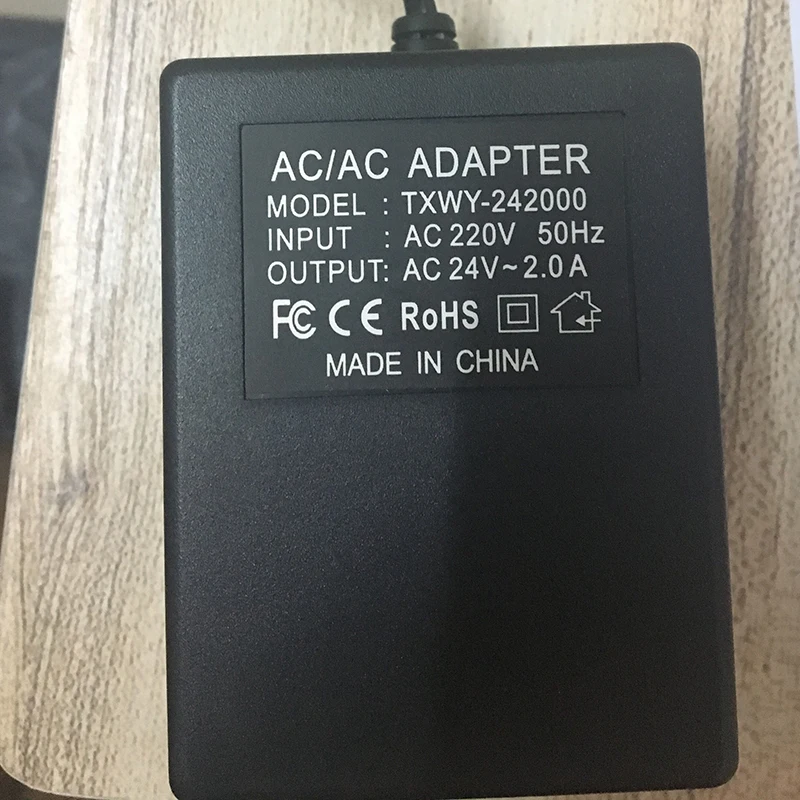 AC/AC ADAPTER
MODEL : TXWY-242000
INPUT : AC 220V 50Hz
OUTPUT: AC 24V~2.0A
FC CE RoHS
MADE IN CHINA